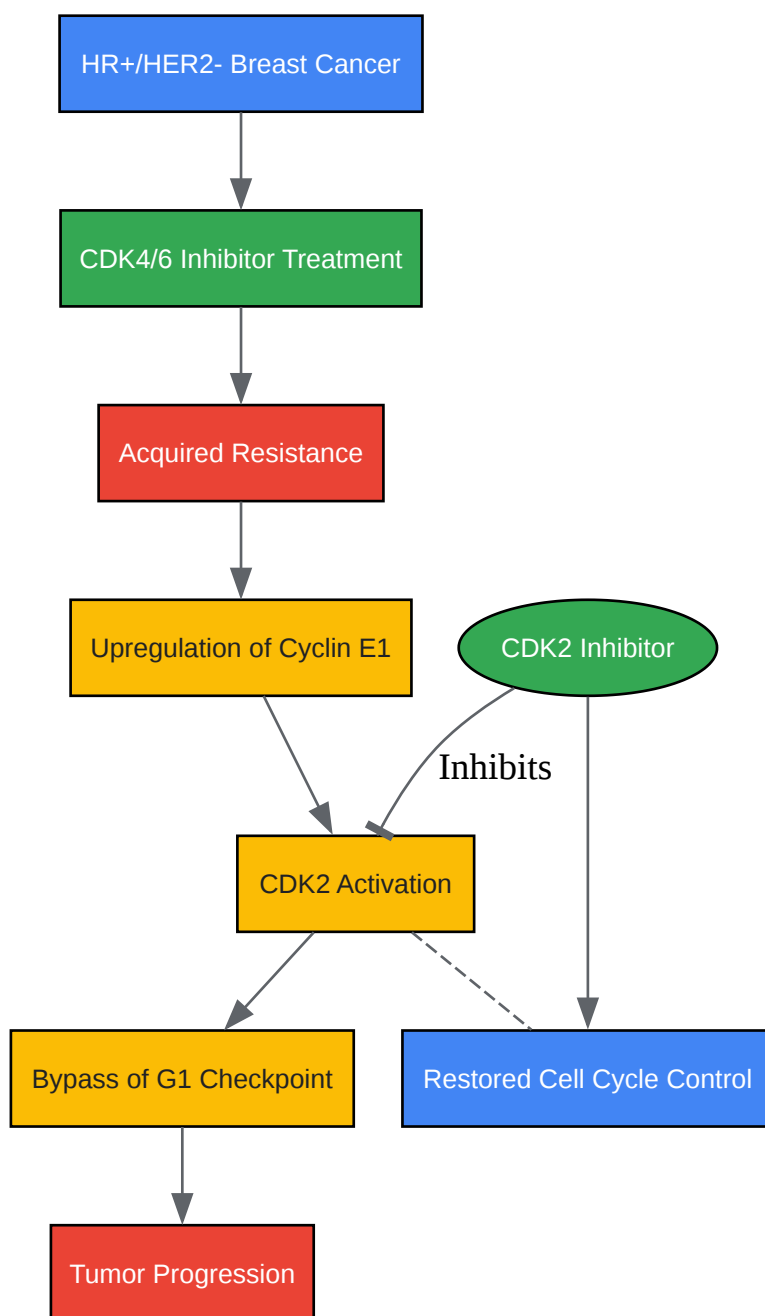 HR+/HER2- Breast Cancer
CDK4/6 Inhibitor Treatment
Acquired Resistance
Upregulation of Cyclin E1
CDK2 Inhibitor
Inhibits
CDK2 Activation
Bypass of G1 Checkpoint
Restored Cell Cycle Control
Tumor Progression